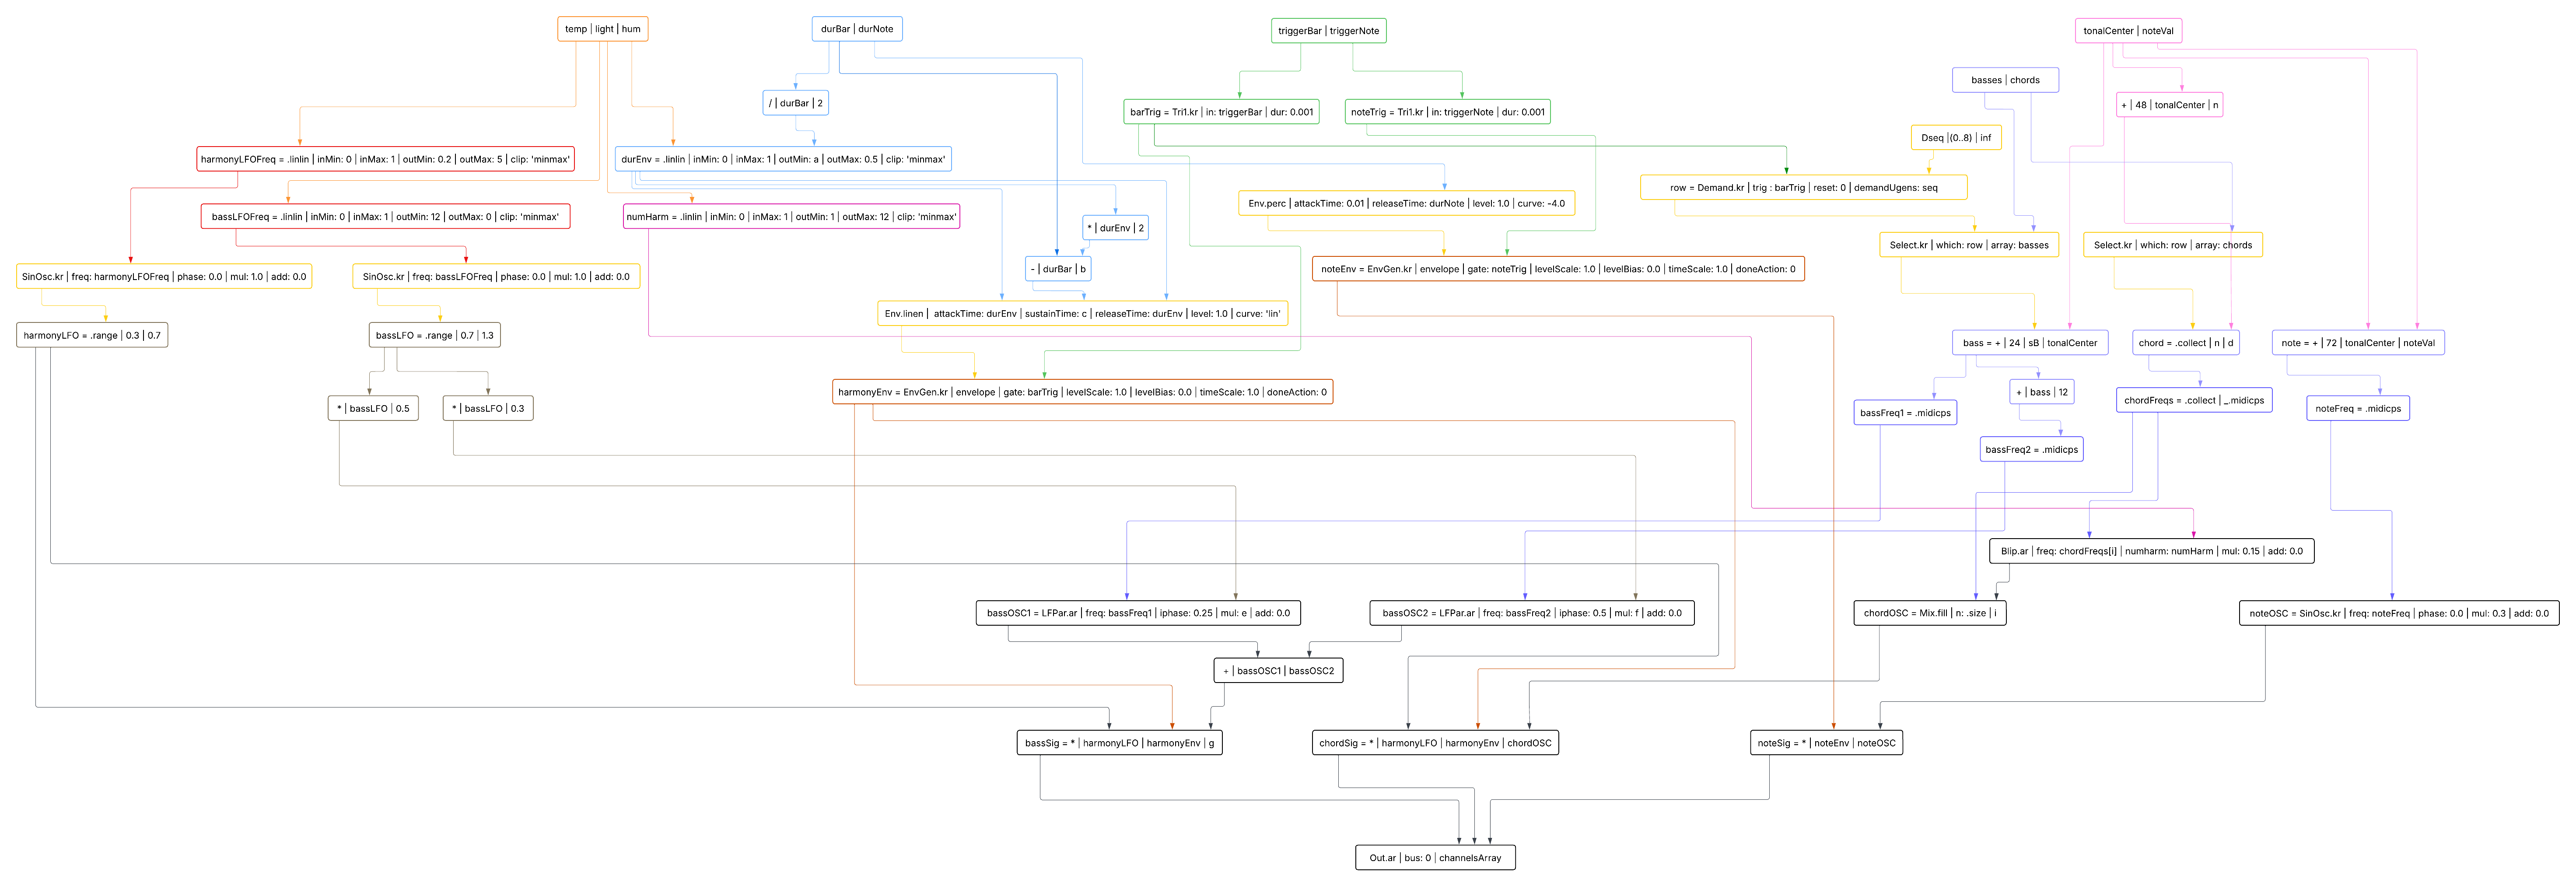 temp | light | hum
durBar | durNote
triggerBar | triggerNote
tonalCenter | noteVal
basses | chords
/ | durBar | 2
+ | 48 | tonalCenter | n
barTrig = Tri1.kr | in: triggerBar | dur: 0.001
noteTrig = Tri1.kr | in: triggerNote | dur: 0.001
Dseq |(0..8) | inf
harmonyLFOFreq = .linlin | inMin: 0 | inMax: 1 | outMin: 0.2 | outMax: 5 | clip: 'minmax'
durEnv = .linlin | inMin: 0 | inMax: 1 | outMin: a | outMax: 0.5 | clip: 'minmax'
row = Demand.kr | trig : barTrig | reset: 0 | demandUgens: seq
Env.perc | attackTime: 0.01 | releaseTime: durNote | level: 1.0 | curve: -4.0
bassLFOFreq = .linlin | inMin: 0 | inMax: 1 | outMin: 12 | outMax: 0 | clip: 'minmax'
numHarm = .linlin | inMin: 0 | inMax: 1 | outMin: 1 | outMax: 12 | clip: 'minmax'
* | durEnv | 2
Select.kr | which: row | array: basses
Select.kr | which: row | array: chords
- | durBar | b
noteEnv = EnvGen.kr | envelope | gate: noteTrig | levelScale: 1.0 | levelBias: 0.0 | timeScale: 1.0 | doneAction: 0
SinOsc.kr | freq: harmonyLFOFreq | phase: 0.0 | mul: 1.0 | add: 0.0
SinOsc.kr | freq: bassLFOFreq | phase: 0.0 | mul: 1.0 | add: 0.0
Env.linen | attackTime: durEnv | sustainTime: c | releaseTime: durEnv | level: 1.0 | curve: 'lin'
harmonyLFO = .range | 0.3 | 0.7
bassLFO = .range | 0.7 | 1.3
bass = + | 24 | sB | tonalCenter
chord = .collect | n | d
note = + | 72 | tonalCenter | noteVal
harmonyEnv = EnvGen.kr | envelope | gate: barTrig | levelScale: 1.0 | levelBias: 0.0 | timeScale: 1.0 | doneAction: 0
+ | bass | 12
chordFreqs = .collect | _.midicps
* | bassLFO | 0.5
* | bassLFO | 0.3
bassFreq1 = .midicps
noteFreq = .midicps
bassFreq2 = .midicps
Blip.ar | freq: chordFreqs[i] | numharm: numHarm | mul: 0.15 | add: 0.0
bassOSC1 = LFPar.ar | freq: bassFreq1 | iphase: 0.25 | mul: e | add: 0.0
bassOSC2 = LFPar.ar | freq: bassFreq2 | iphase: 0.5 | mul: f | add: 0.0
chordOSC = Mix.fill | n: .size | i
noteOSC = SinOsc.kr | freq: noteFreq | phase: 0.0 | mul: 0.3 | add: 0.0
+ | bassOSC1 | bassOSC2
bassSig = * | harmonyLFO | harmonyEnv | g
chordSig = * | harmonyLFO | harmonyEnv | chordOSC
noteSig = * | noteEnv | noteOSC
Out.ar | bus: 0 | channelsArray